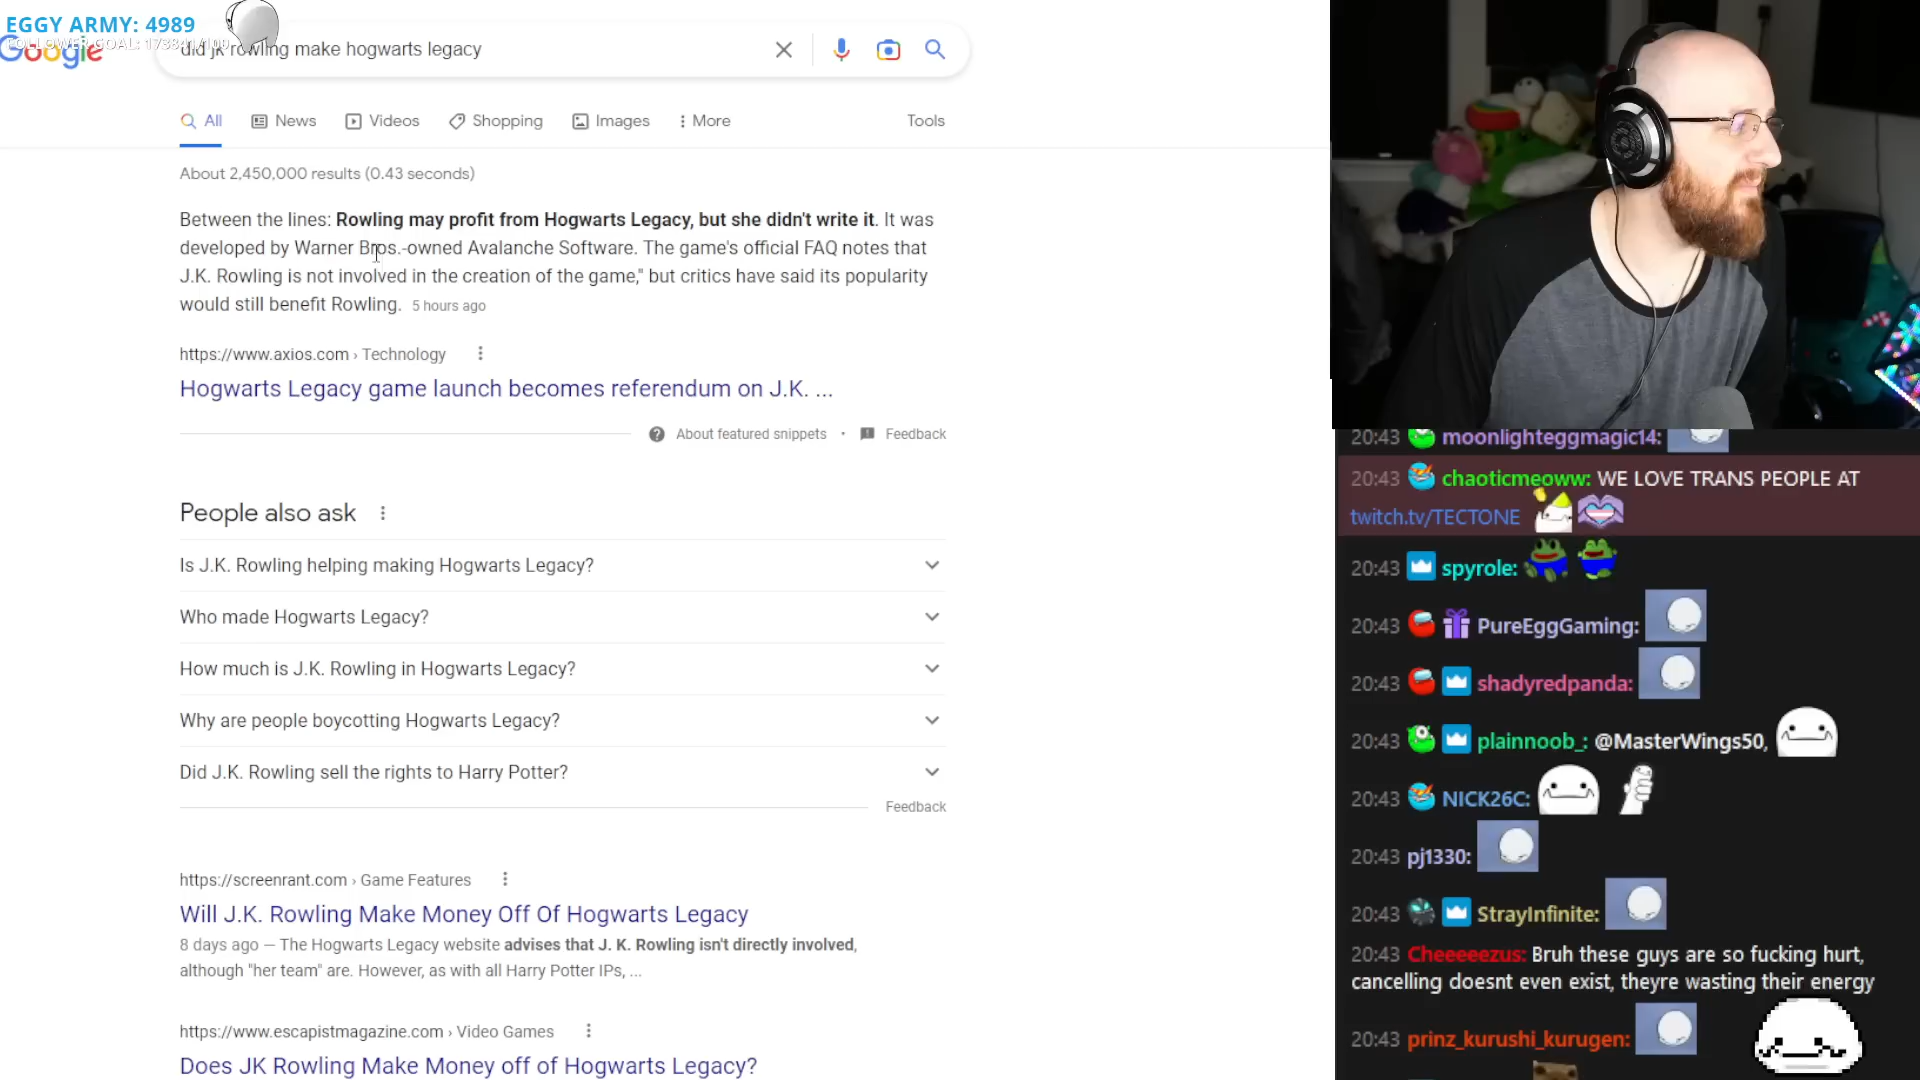 EGGY ARMY: 4989
FOLLOWER GOAL: 173841/100
Google
did jk rowling make hogwarts legacy
All
News
Videos
Shopping
Images
More
Tools
About 2,450,000 results (0.43 seconds)
Between the lines: Rowling may profit from Hogwarts Legacy, but she didn't write it. It was
developed by Warner Bros.-owned Avalanche Software. The game's official FAQ notes that
J.K. Rowling is not involved in the creation of the game," but critics have said its popularity
would still benefit Rowling. 5 hours ago
https://www.axios.com › Technology
Hogwarts Legacy game launch becomes referendum on J.K. ...
About featured snippets • Feedback
People also ask
Is J.K. Rowling helping making Hogwarts Legacy?
Who made Hogwarts Legacy?
How much is J.K. Rowling in Hogwarts Legacy?
Why are people boycotting Hogwarts Legacy?
Did J.K. Rowling sell the rights to Harry Potter?
Feedback
https://screenrant.com › Game Features
Will J.K. Rowling Make Money Off Of Hogwarts Legacy
8 days ago — The Hogwarts Legacy website advises that J. K. Rowling isn't directly involved,
although "her team" are. However, as with all Harry Potter IPs, ...
https://www.escapistmagazine.com › Video Games
Does JK Rowling Make Money off of Hogwarts Legacy?
20:43 moonlighteggmagic14:
20:43 chaoticmeoww: WE LOVE TRANS PEOPLE AT
twitch.tv/TECTONE
20:43 spyrole:
20:43 PureEggGaming:
20:43 shadyredpanda:
20:43 plainnoob_: @MasterWings50,
20:43 NICK26C:
20:43 pj1330:
20:43 StrayInfinite:
20:43 Cheeeeezus: Bruh these guys are so fucking hurt,
cancelling doesnt even exist, theyre wasting their energy
20:43 prinz_kurushi_kurugen: